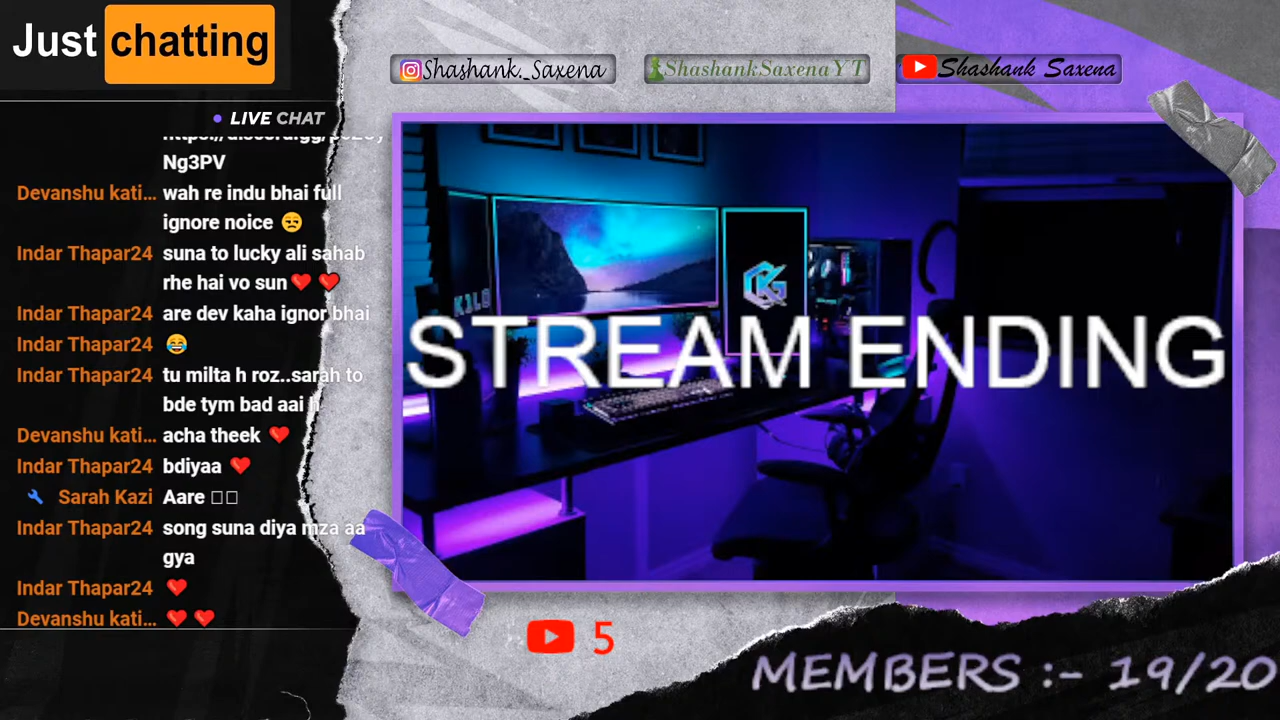 Just chatting
Shashank._Saxena
ShashankSaxenaYT
Shashank Saxena
LIVE CHAT
Ng3PV
Devanshu kati... wah re indu bhai full
ignore noice 😒
Indar Thapar24 suna to lucky ali sahab
rhe hai vo sun❤️ ❤️
Indar Thapar24 are dev kaha ignor bhai
Indar Thapar24 😂
Indar Thapar24 tu milta h roz..sarah to
bde tym bad aai h
Devanshu kati... acha theek ❤️
Indar Thapar24 bdiyaa ❤️
Sarah Kazi Aare □□
Indar Thapar24 song suna diya mza aa
gya
Indar Thapar24 ❤️
Devanshu kati... ❤️ ❤️
K1LO
STREAM ENDING
5
MEMBERS :- 19/20